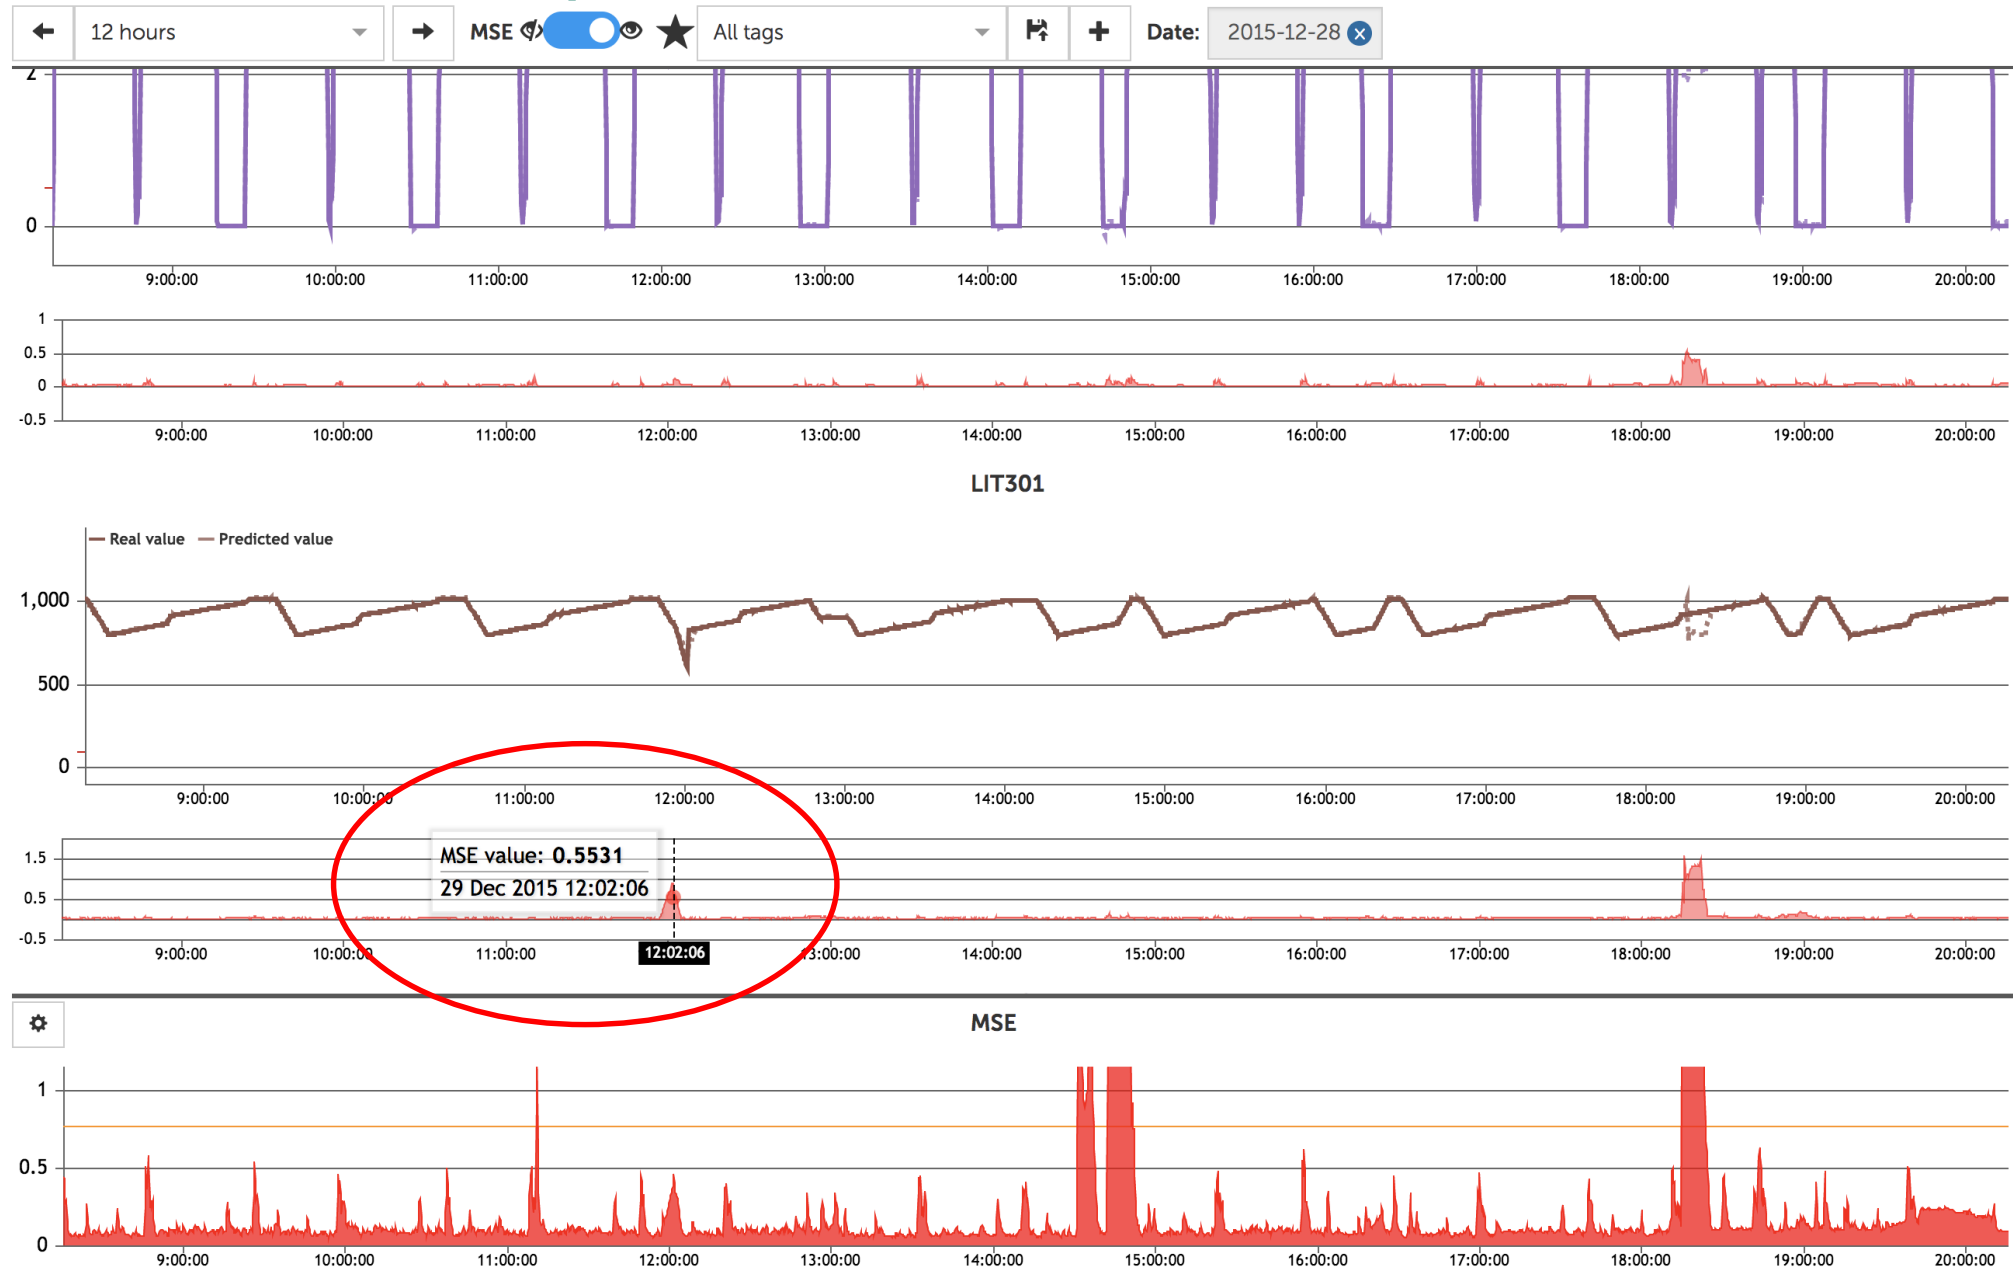 12 hours MSE All tags Date: 2015-12-28
2
0
9:00:00 10:00:00 11:00:00 12:00:00 13:00:00 14:00:00 15:00:00 16:00:00 17:00:00 18:00:00 19:00:00 20:00:00
1
0.5
0
-0.5
9:00:00 10:00:00 11:00:00 12:00:00 13:00:00 14:00:00 15:00:00 16:00:00 17:00:00 18:00:00 19:00:00 20:00:00
LIT301
Real value Predicted value
1,000
500
0
9:00:00 10:00:00 11:00:00 12:00:00 13:00:00 14:00:00 15:00:00 16:00:00 17:00:00 18:00:00 19:00:00 20:00:00
1.5
MSE value: 0.5531
29 Dec 2015 12:02:06
0.5
-0.5
9:00:00 10:00:00 11:00:00 12:02:06 13:00:00 14:00:00 15:00:00 16:00:00 17:00:00 18:00:00 19:00:00 20:00:00
MSE
1
0.5
0
9:00:00 10:00:00 11:00:00 12:00:00 13:00:00 14:00:00 15:00:00 16:00:00 17:00:00 18:00:00 19:00:00 20:00:00